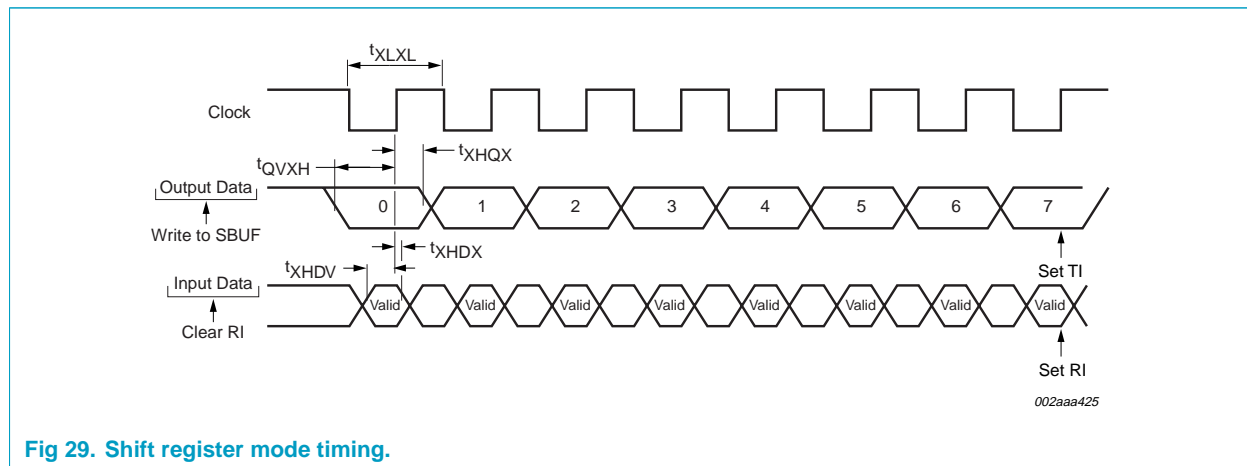 tXLXL
Clock
tXHQX
tQVXH
Output Data
0 1 2 3 4 5 6 7
Write to SBUF
tXHDX
Set TI
tXHDV
Input Data
Valid Valid Valid Valid Valid Valid Valid Valid
Clear RI
Set RI
002aaa425
Fig 29. Shift register mode timing.